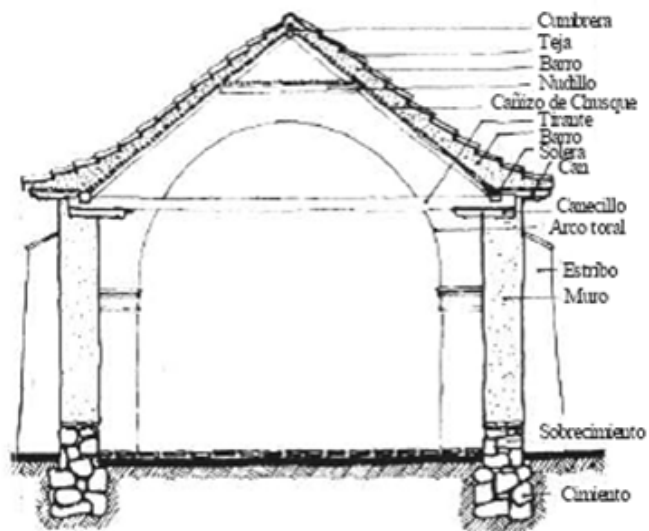 Cumbrera
Teja
Barro
Nudillo
Cañizo de Chusque
Tirante
Barro
Solera
Can
Canecillo
Arco toral
Estribo
Muro
Sobrecimiento
Cimiento